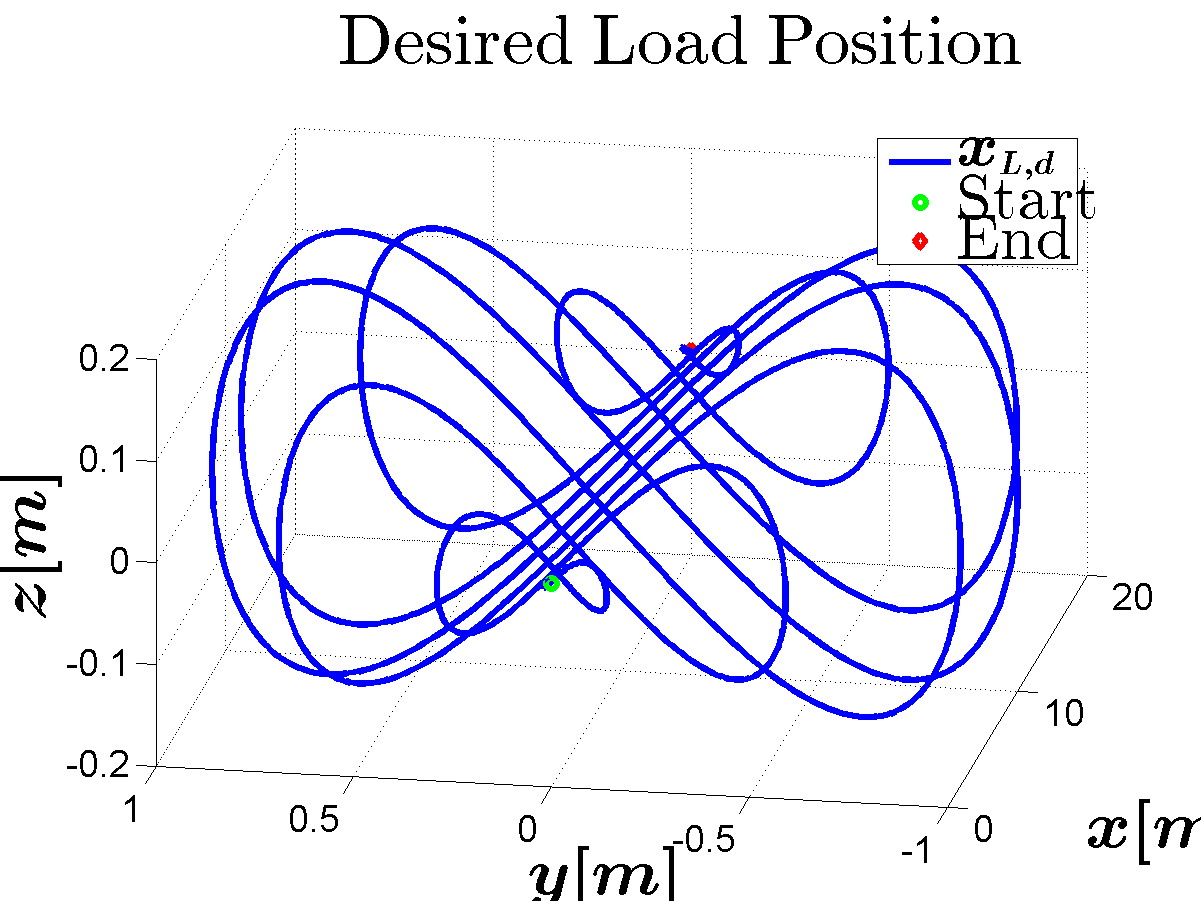 Desired Load Position
x_{L,d}
Start
End
0.2
0.1
0
-0.1
-0.2
z[m]
1
0.5
0
-0.5
-1
y[m]
0
10
20
x[m